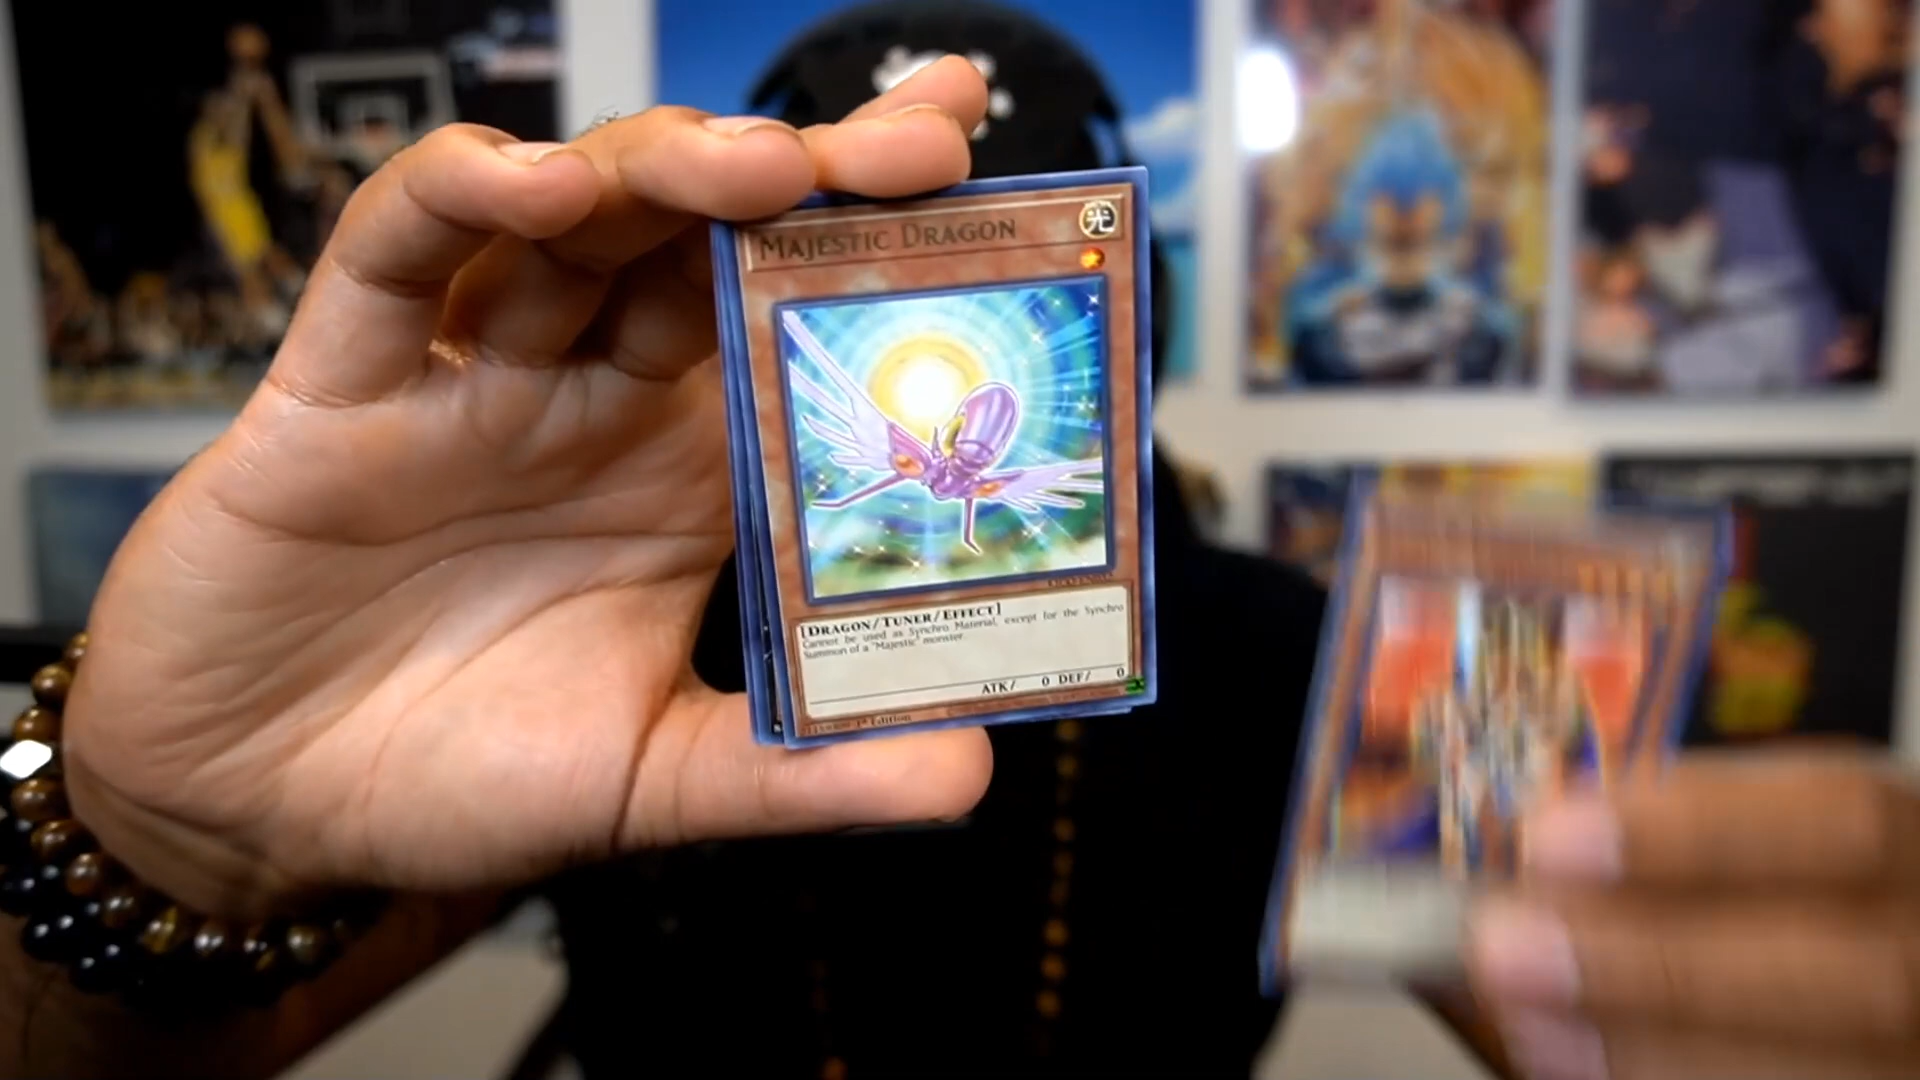 MAJESTIC DRAGON
光
[DRAGON/TUNER/EFFECT]
Cannot be used as Synchro Material, except for the Synchro
Summon of a "Majestic" monster.
ATK/ 0 DEF/ 0
1st Edition